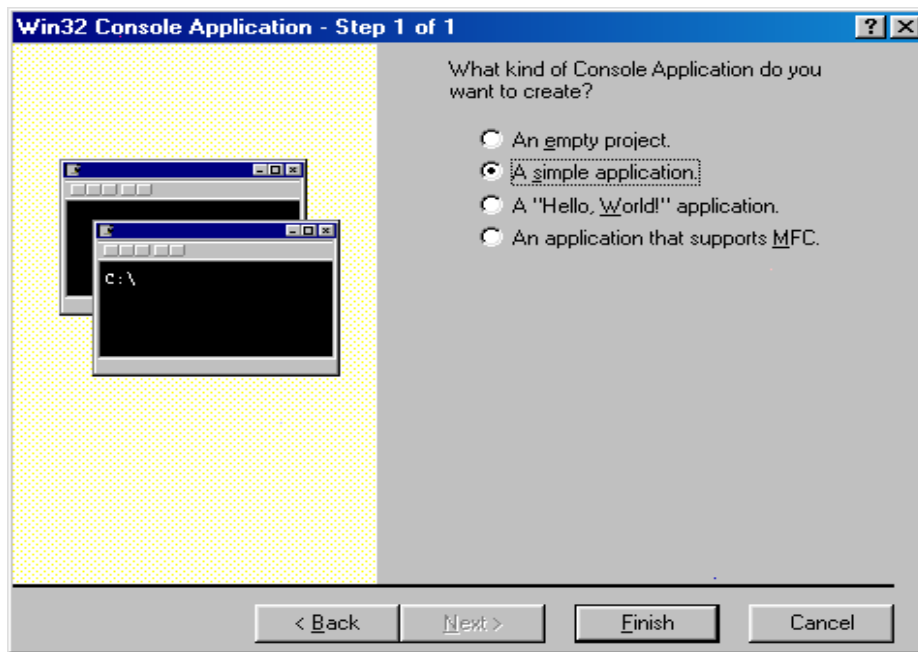 Win32 Console Application - Step 1 of 1
What kind of Console Application do you
want to create?
An empty project.
A simple application.
A "Hello, World!" application.
An application that supports MFC.
C:\
< Back
Next >
Finish
Cancel